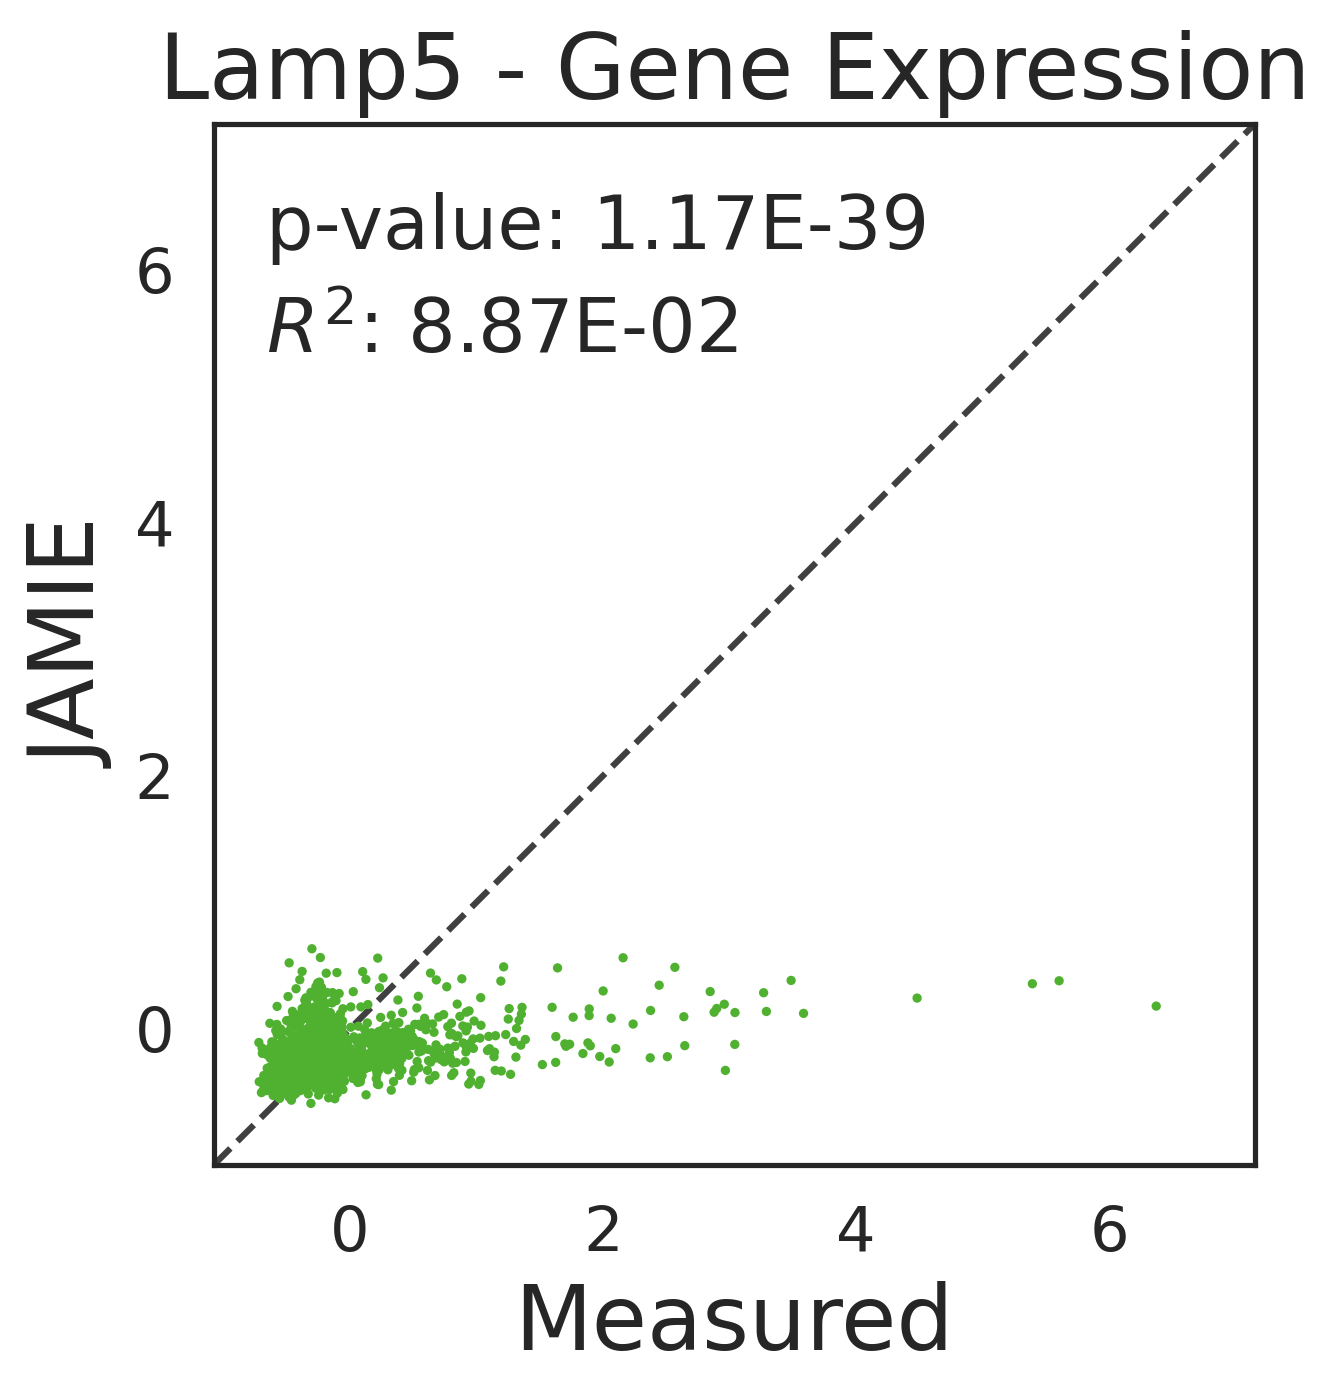 Lamp5 - Gene Expression
p-value: 1.17E-39
R²: 8.87E-02
6
4
2
0
JAMIE
0 2 4 6
Measured